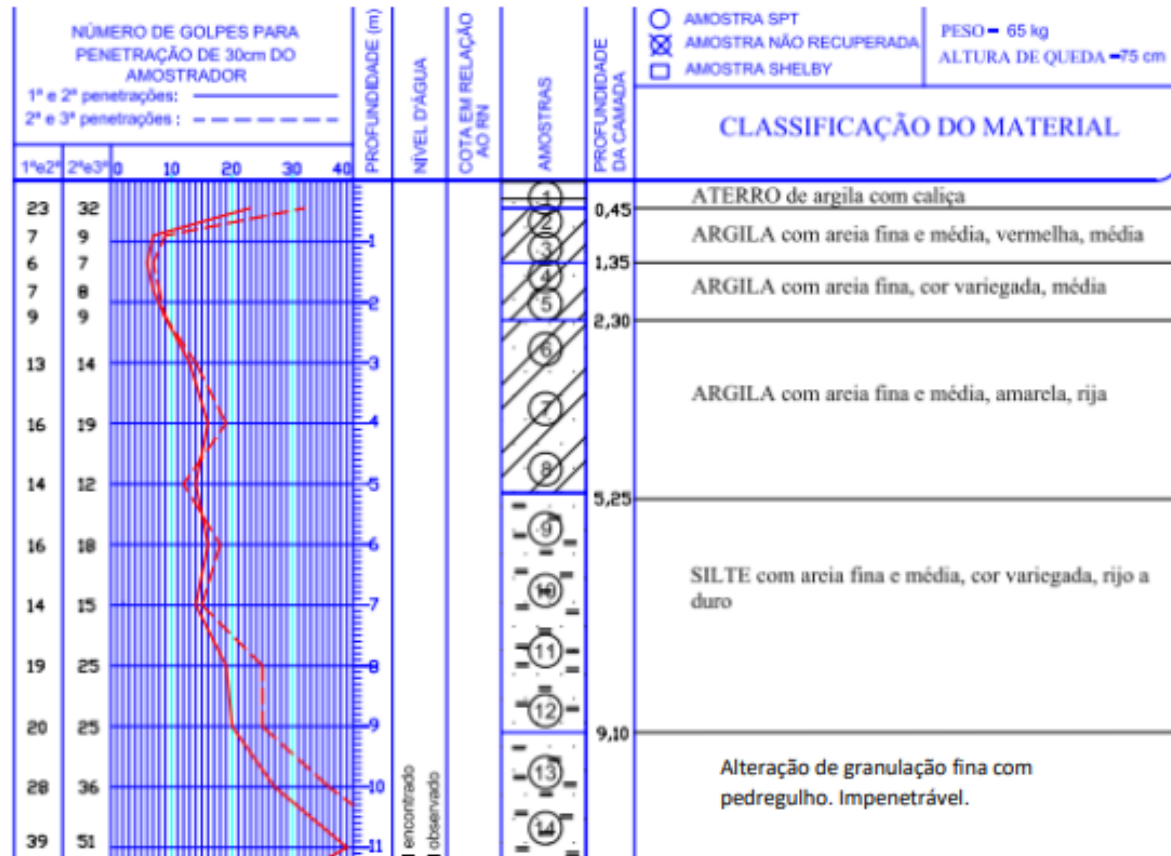 NÚMERO DE GOLPES PARA
PENETRAÇÃO DE 30cm DO
AMOSTRADOR
1ª e 2ª penetrações:
2ª e 3ª penetrações :
1ªe2ª 2ªe3ª 0 10 20 30 40
PROFUNDIDADE (m)
NÍVEL D'ÁGUA
COTA EM RELAÇÃO
AO RN
AMOSTRAS
PROFUNDIDADE
DA CAMADA
AMOSTRA SPT
AMOSTRA NÃO RECUPERADA
AMOSTRA SHELBY
PESO = 65 kg
ALTURA DE QUEDA =75 cm
CLASSIFICAÇÃO DO MATERIAL
23 32
7 9
6 7
7 8
9 9
13 14
16 19
14 12
16 18
14 15
19 25
20 25
28 36
39 51
1
2
3
4
5
6
7
8
9
10
11
encontrado
observado
1
2
3
4
5
6
7
8
9
10
11
12
13
14
0,45
1,35
2,30
5,25
9,10
ATERRO de argila com caliça
ARGILA com areia fina e média, vermelha, média
ARGILA com areia fina, cor variegada, média
ARGILA com areia fina e média, amarela, rija
SILTE com areia fina e média, cor variegada, rijo a
duro
Alteração de granulação fina com
pedregulho. Impenetrável.